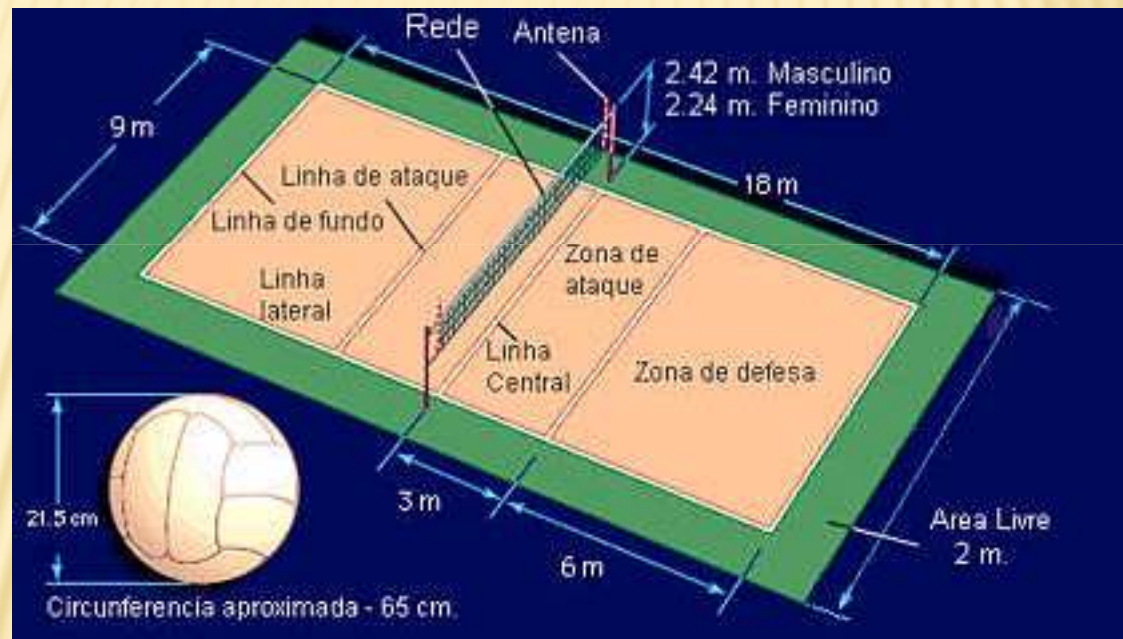 Rede
Antena
2.42 m. Masculino
2.24 m. Feminino
9 m
18 m
Linha de ataque
Linha de fundo
Linha
lateral
Zona de
ataque
Linha
Central
Zona de defesa
3 m
6 m
Area Livre
2 m.
21.5 cm
Circunferencia aproximada - 65 cm.